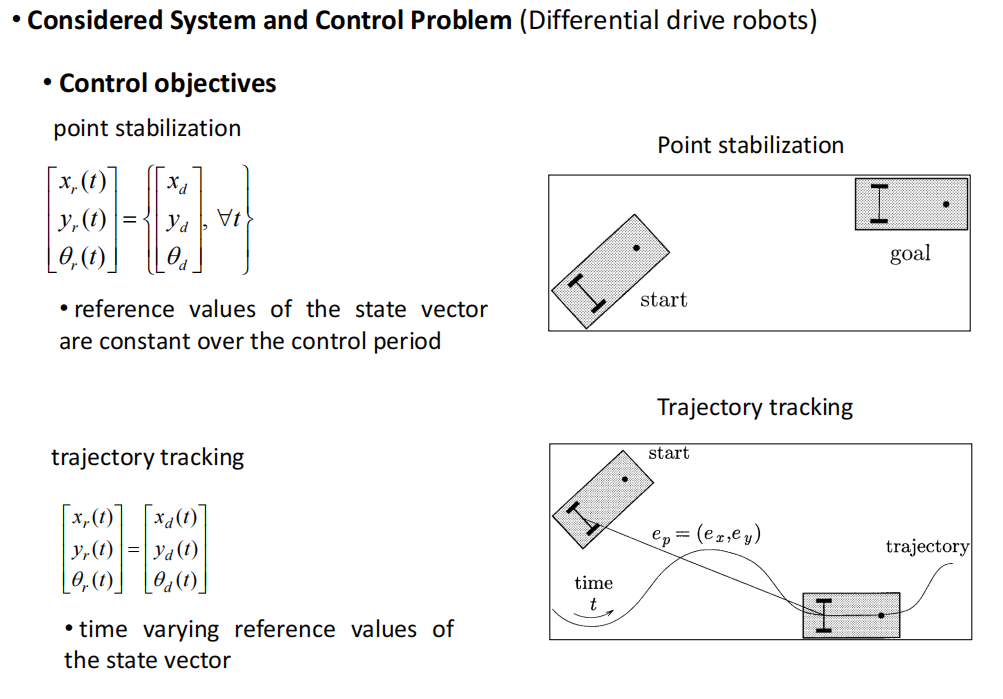 • Considered System and Control Problem (Differential drive robots)
• Control objectives
point stabilization
[x_r(t)] = {[x_d]
[y_r(t)] = {[y_d], ∀t}
[θ_r(t)] = {[θ_d]
• reference values of the state vector
are constant over the control period
Point stabilization
start
goal
trajectory tracking
[x_r(t)] = [x_d(t)]
[y_r(t)] = [y_d(t)]
[θ_r(t)] = [θ_d(t)]
• time varying reference values of
the state vector
Trajectory tracking
start
e_p = (e_x,e_y)
trajectory
time
t